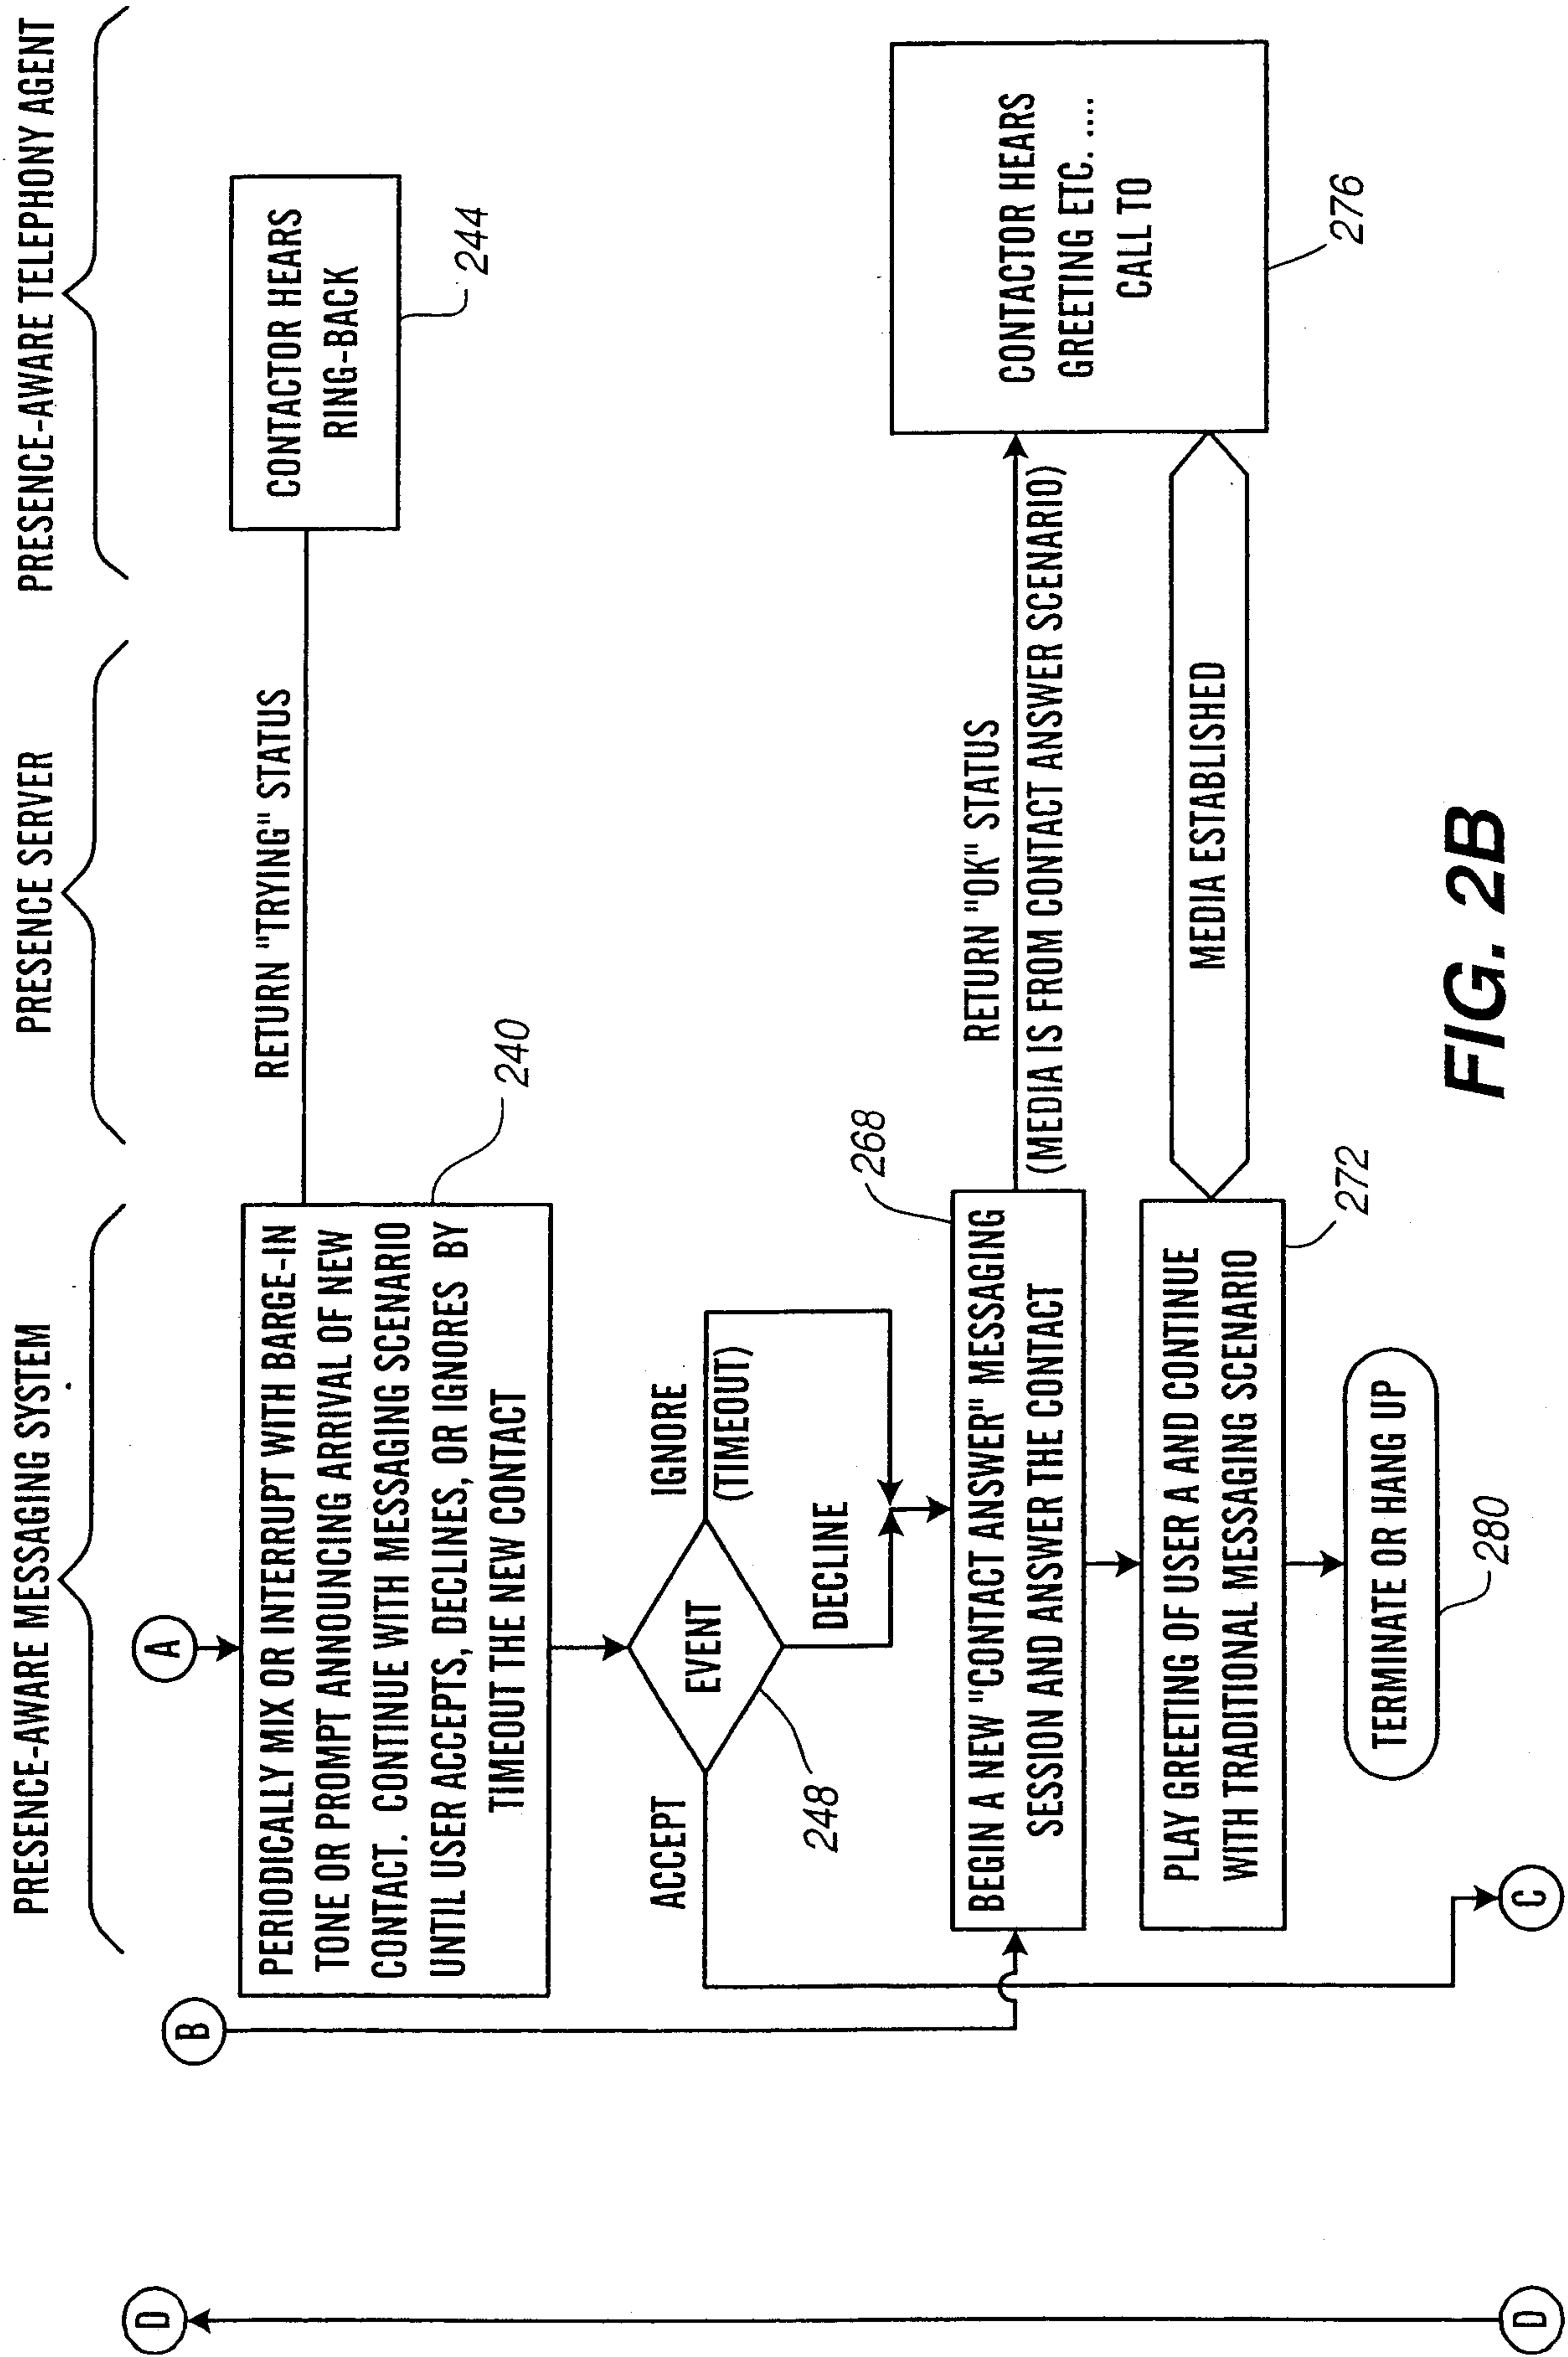 PRESENCE-AWARE MESSAGING SYSTEM
PRESENCE SERVER
PRESENCE-AWARE TELEPHONY AGENT
A
B
D
PERIODICALLY MIX OR INTERRUPT WITH BARGE-IN
TONE OR PROMPT ANNOUNCING ARRIVAL OF NEW
CONTACT. CONTINUE WITH MESSAGING SCENARIO
UNTIL USER ACCEPTS, DECLINES, OR IGNORES BY
TIMEOUT THE NEW CONTACT
240
RETURN "TRYING" STATUS
CONTACTOR HEARS
RING-BACK
244
EVENT
248
ACCEPT
DECLINE
IGNORE
(TIMEOUT)
BEGIN A NEW "CONTACT ANSWER" MESSAGING
SESSION AND ANSWER THE CONTACT
268
RETURN "OK" STATUS
(MEDIA IS FROM CONTACT ANSWER SCENARIO)
CONTACTOR HEARS
GREETING ETC. ....
CALL TO
276
PLAY GREETING OF USER A AND CONTINUE
WITH TRADITIONAL MESSAGING SCENARIO
272
MEDIA ESTABLISHED
TERMINATE OR HANG UP
280
C
D
FIG. 2B